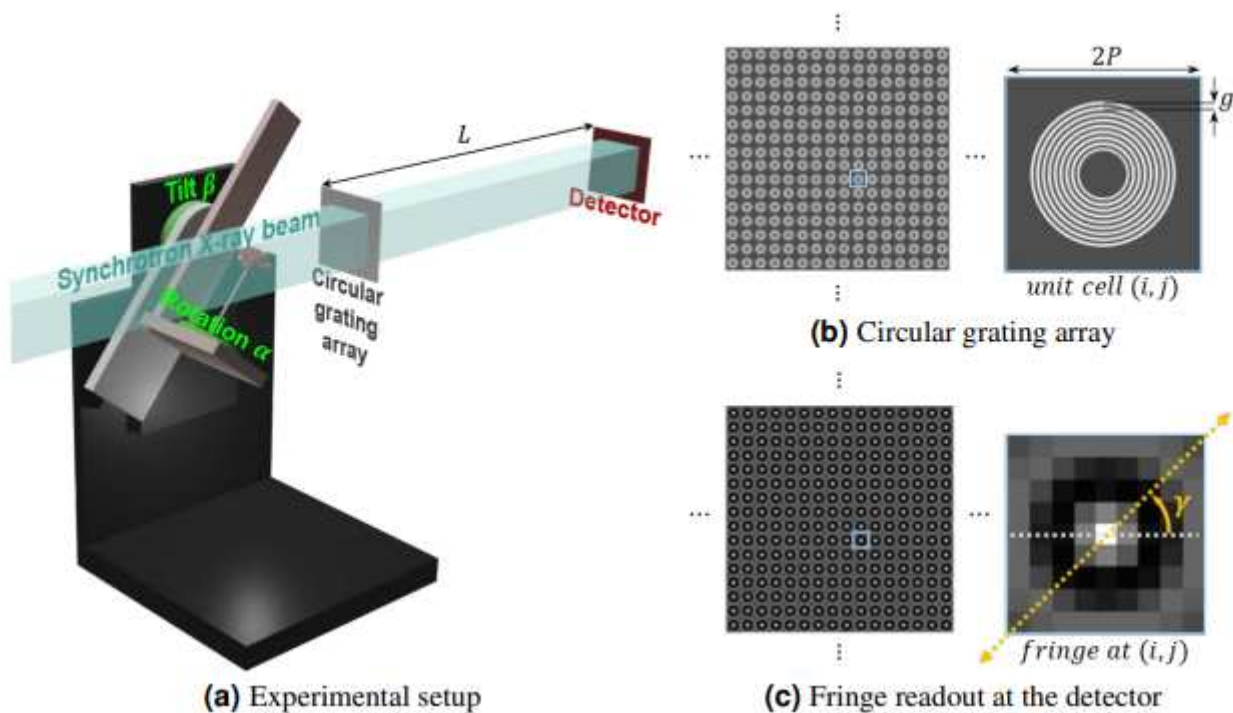 Tilt β
Synchrotron X-ray beam
Rotation α
Circular
grating
array
L
Detector
(a) Experimental setup
⋮
...
...
⋮
2P
g
unit cell (i, j)
(b) Circular grating array
⋮
...
...
⋮
γ
fringe at (i, j)
(c) Fringe readout at the detector